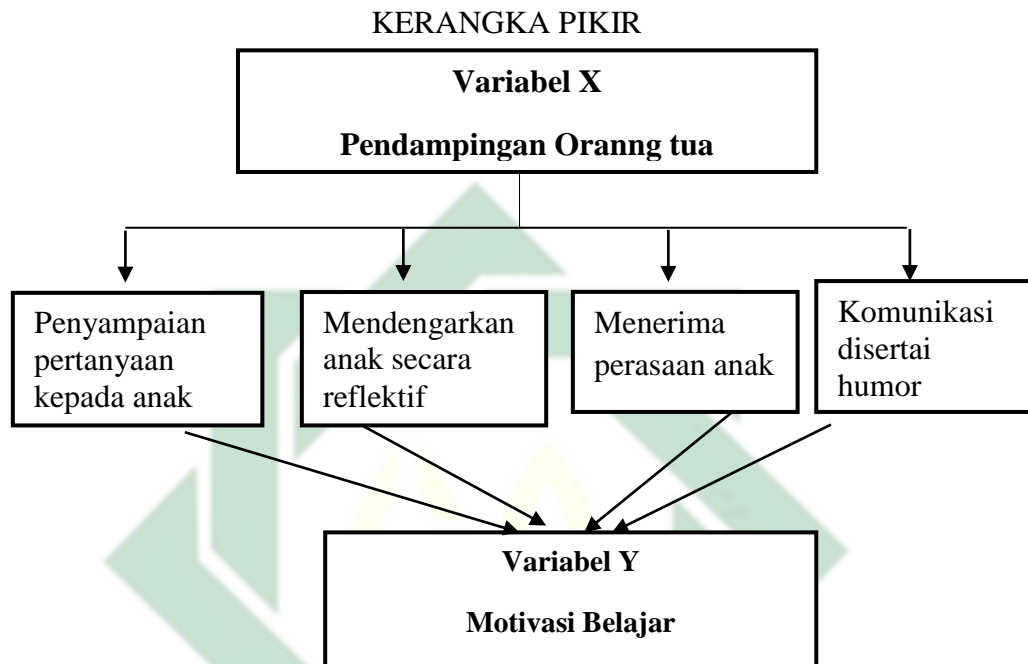 KERANGKA PIKIR
Variabel X
Pendampingan Oranng tua
Penyampaian
pertanyaan
kepada anak
Mendengarkan
anak secara
reflektif
Menerima
perasaan anak
Komunikasi
disertai
humor
Variabel Y
Motivasi Belajar